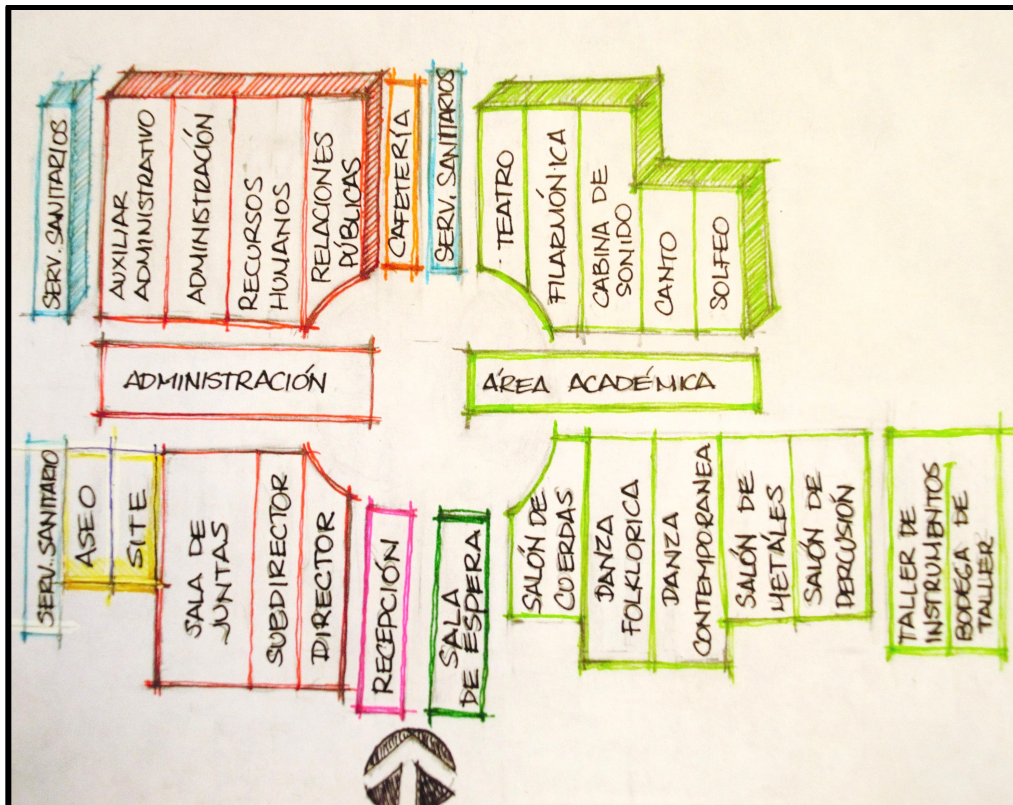 SERV. SANITARIOS
AUXILIAR
ADMINISTRATIVO
ADMINISTRACIÓN
RECURSOS
HUMANOS
RELACIONES
PÚBLICAS
CAFETERÍA
SERV. SANITARIOS
TEATRO
FILARMÓNICA
CABINA DE
SONIDO
CANTO
SOLFEO
ADMINISTRACIÓN
ÁREA ACADÉMICA
SERV. SANITARIO
ASEO
SITE
SALA DE
JUNTAS
SUBDIRECTOR
DIRECTOR
RECEPCIÓN
SALA
DE ESPERA
SALÓN DE
CUERDAS
DANZA
FOLKLORICA
DANZA
CONTEMPORANEA
SALÓN DE
METÁLES
SALÓN DE
PERCUSIÓN
TALLER DE
INSTRUMENTOS
BODEGA DE
TALLER.